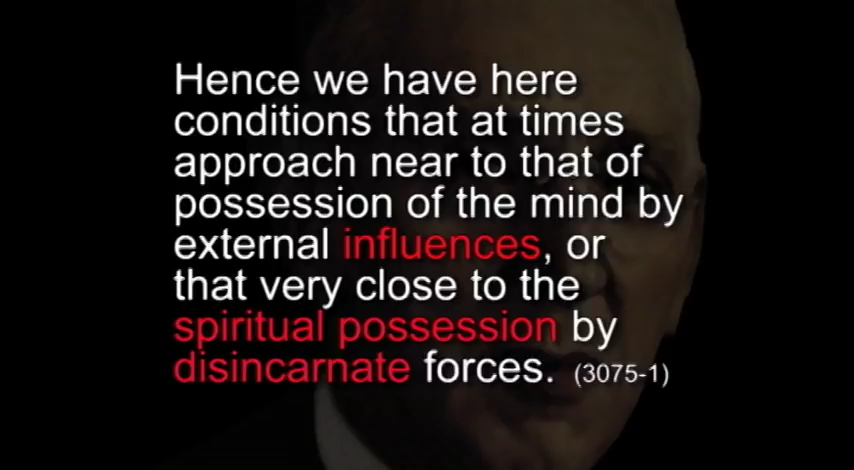 Hence we have here
conditions that at times
approach near to that of
possession of the mind by
external influences, or
that very close to the
spiritual possession by
disincarnate forces. (3075-1)